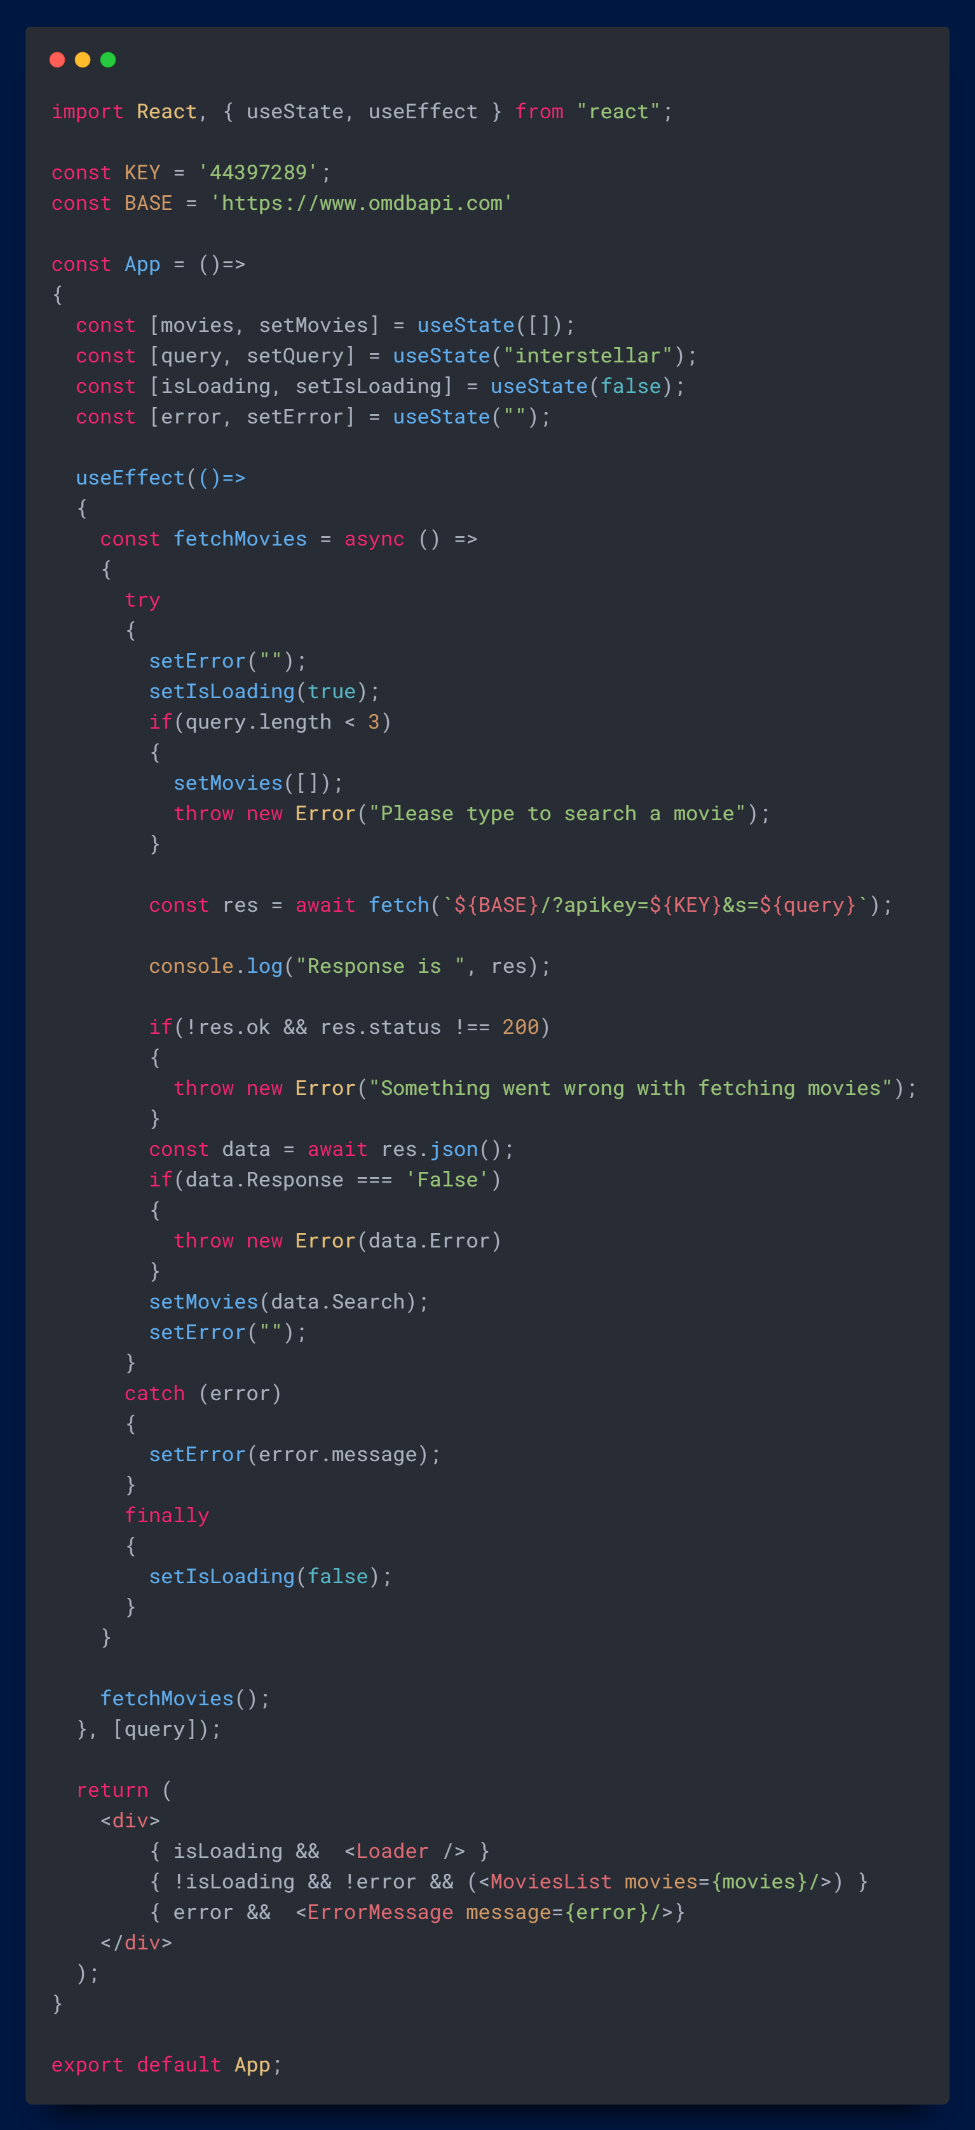 import React, { useState, useEffect } from "react";

const KEY = '44397289';
const BASE = 'https://www.omdbapi.com'

const App = ()=>
{
  const [movies, setMovies] = useState([]);
  const [query, setQuery] = useState("interstellar");
  const [isLoading, setIsLoading] = useState(false);
  const [error, setError] = useState("");

  useEffect(()=>
  {
    const fetchMovies = async () =>
    {
      try
      {
        setError("");
        setIsLoading(true);
        if(query.length < 3)
        {
          setMovies([]);
          throw new Error("Please type to search a movie");
        }

        const res = await fetch(`${BASE}/?apikey=${KEY}&s=${query}`);

        console.log("Response is ", res);

        if(!res.ok && res.status !== 200)
        {
          throw new Error("Something went wrong with fetching movies");
        }
        const data = await res.json();
        if(data.Response === 'False')
        {
          throw new Error(data.Error)
        }
        setMovies(data.Search);
        setError("");
      }
      catch (error)
      {
        setError(error.message);
      }
      finally
      {
        setIsLoading(false);
      }
    }

    fetchMovies();
  }, [query]);

  return (
    <div>
        { isLoading &&  <Loader /> }
        { !isLoading && !error && (<MoviesList movies={movies}/>) }
        { error &&  <ErrorMessage message={error}/>}
    </div>
  );
}

export default App;